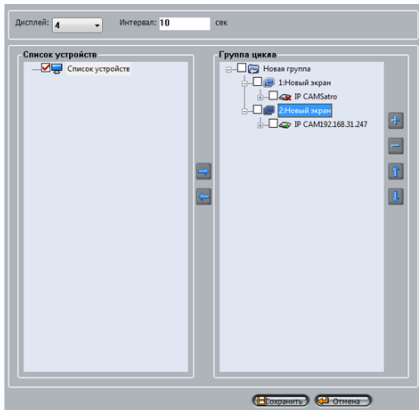 Дисплей: 4 Интервал: 10 сек
Список устройств
Список устройств
Группа цикла
Новая группа
1:Новый экран
IP CAMSatro
2:Новый экран
IP CAM192.168.31.247
Сохранить Отмена